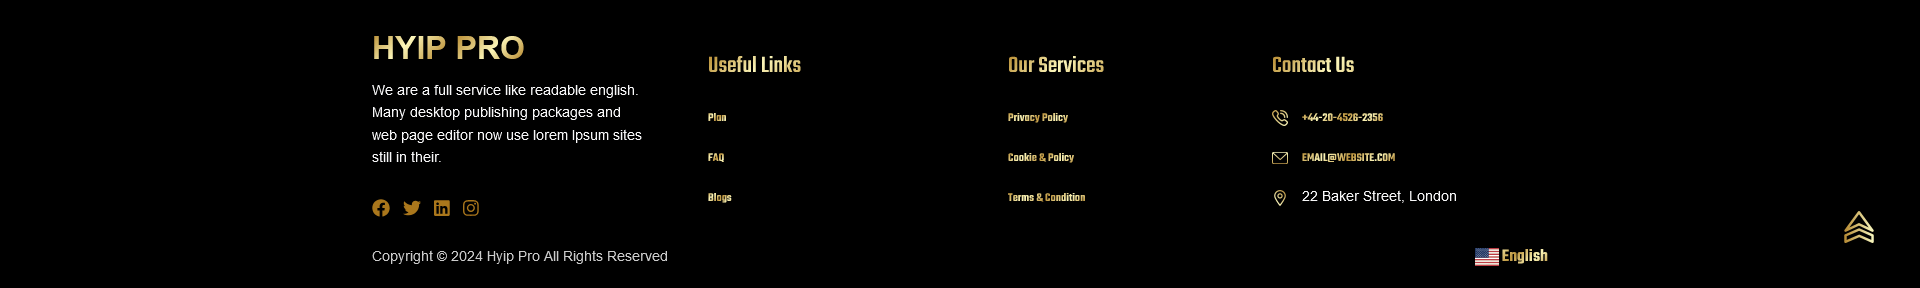 HYIP PRO
We are a full service like readable english.
Many desktop publishing packages and
web page editor now use lorem Ipsum sites
still in their.
Useful Links
Plan
FAQ
Blogs
Our Services
Privacy Policy
Cookie & Policy
Terms & Condition
Contact Us
+44-20-4526-2356
EMAIL@WEBSITE.COM
22 Baker Street, London
Copyright © 2024 Hyip Pro All Rights Reserved
English